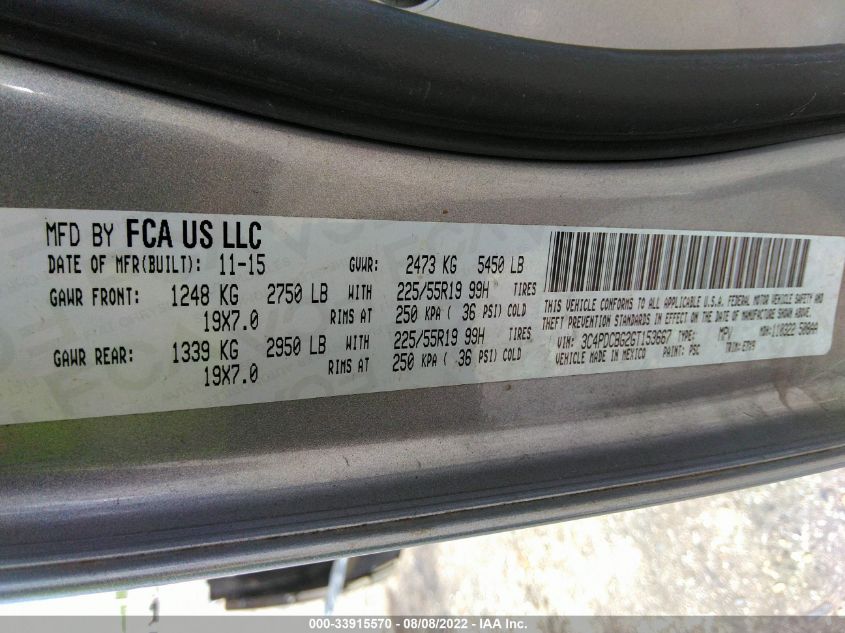 MFD BY FCA US LLC
DATE OF MFR(BUILT): 11-15 GVWR: 2473 KG 5450 LB
GAWR FRONT: 1248 KG 2750 LB WITH 225/55R19 99H TIRES
19X7.0 RIMS AT 250 KPA ( 36 PSI) COLD
GAWR REAR: 1339 KG 2950 LB WITH 225/55R19 99H TIRES
19X7.0 RIMS AT 250 KPA ( 36 PSI) COLD
THIS VEHICLE CONFORMS TO ALL APPLICABLE U.S.A. FEDERAL MOTOR VEHICLE SAFETY AND
THEFT PREVENTION STANDARDS IN EFFECT ON THE DATE OF MANUFACTURE SHOWN ABOVE.
VIN: 3C4PDCBG2GT153667 TYPE: MPV MDH:
VEHICLE MADE IN MEXICO PAINT: PSC TRIM:
000-33915570 - 08/08/2022 - IAA Inc.